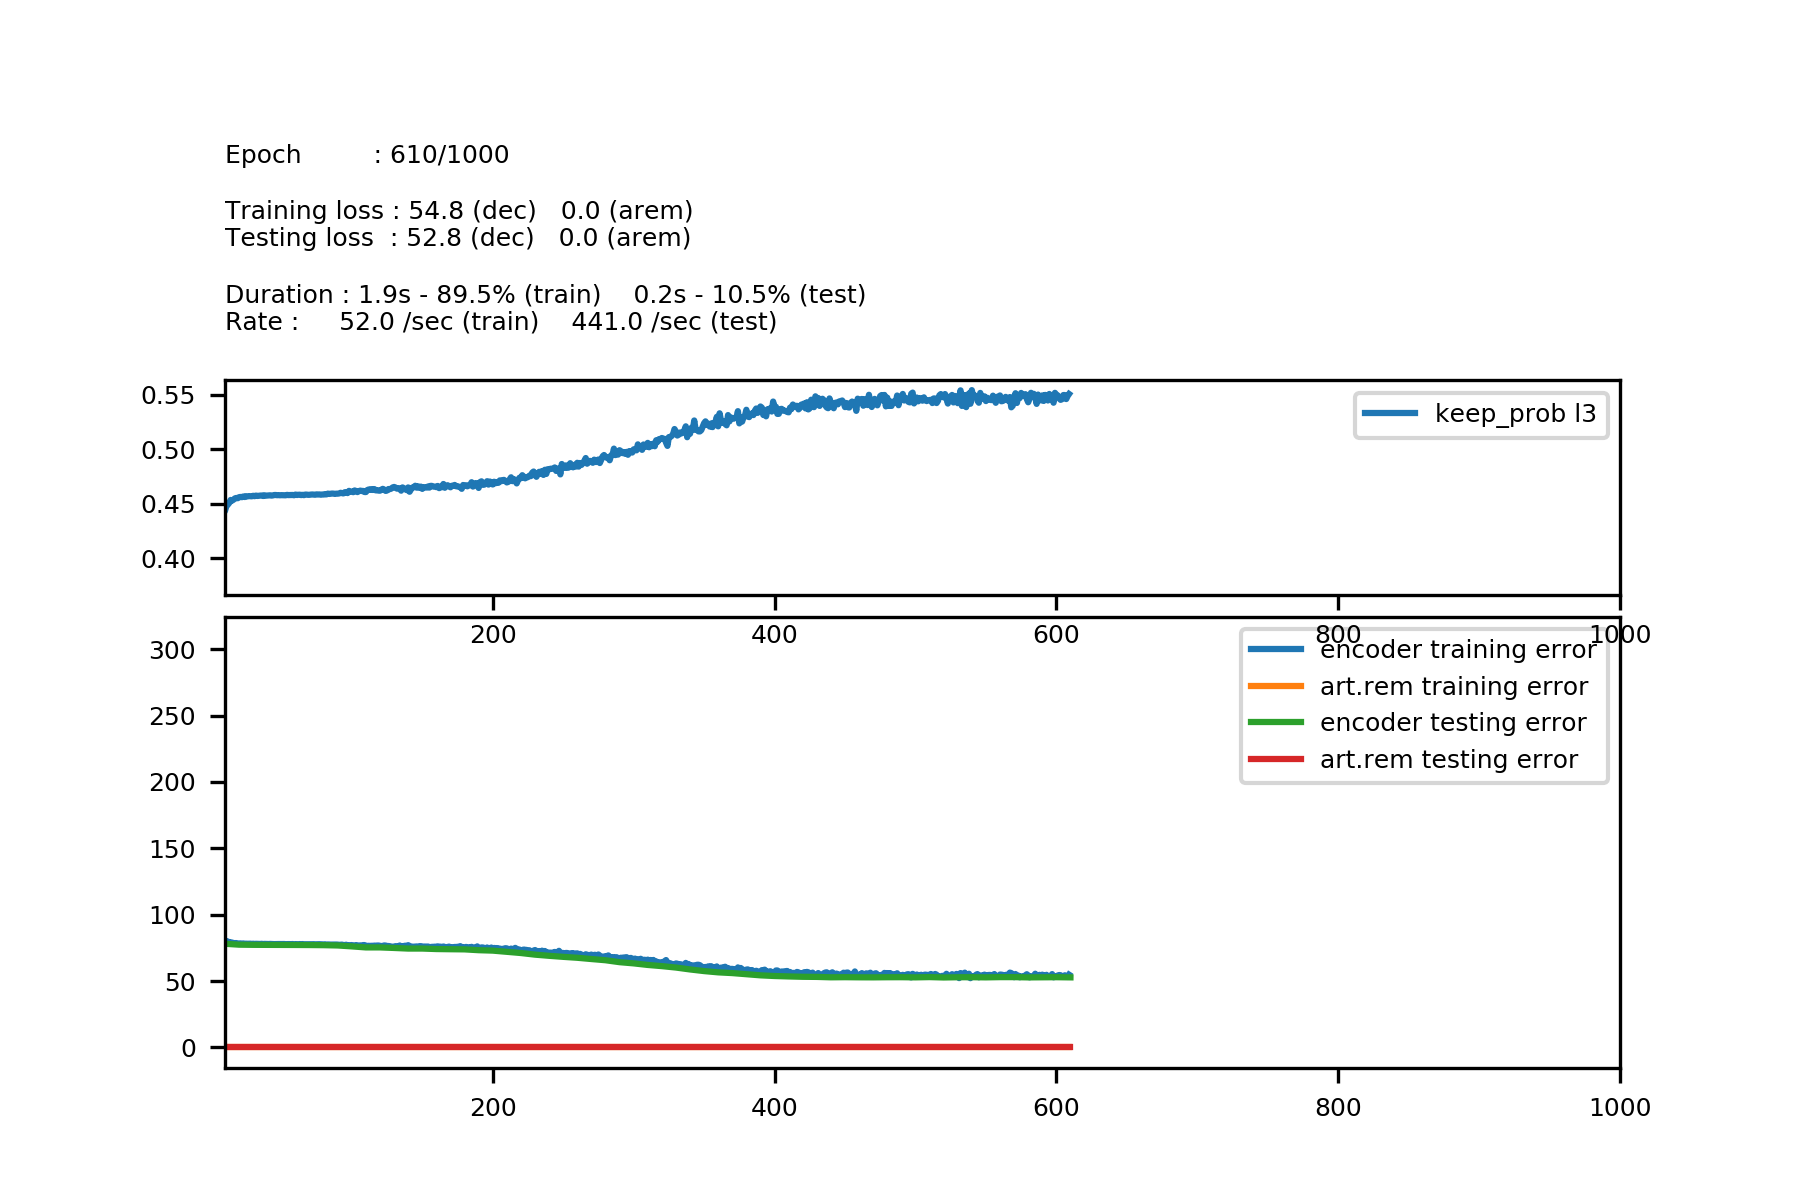 Epoch : 610/1000
Training loss : 54.8 (dec) 0.0 (arem)
Testing loss : 52.8 (dec) 0.0 (arem)
Duration : 1.9s - 89.5% (train) 0.2s - 10.5% (test)
Rate : 52.0 /sec (train) 441.0 /sec (test)
0.55
0.50
0.45
0.40
keep_prob l3
200 400 600 800 1000
300
250
200
150
100
50
0
encoder training error
art.rem training error
encoder testing error
art.rem testing error
200 400 600 800 1000